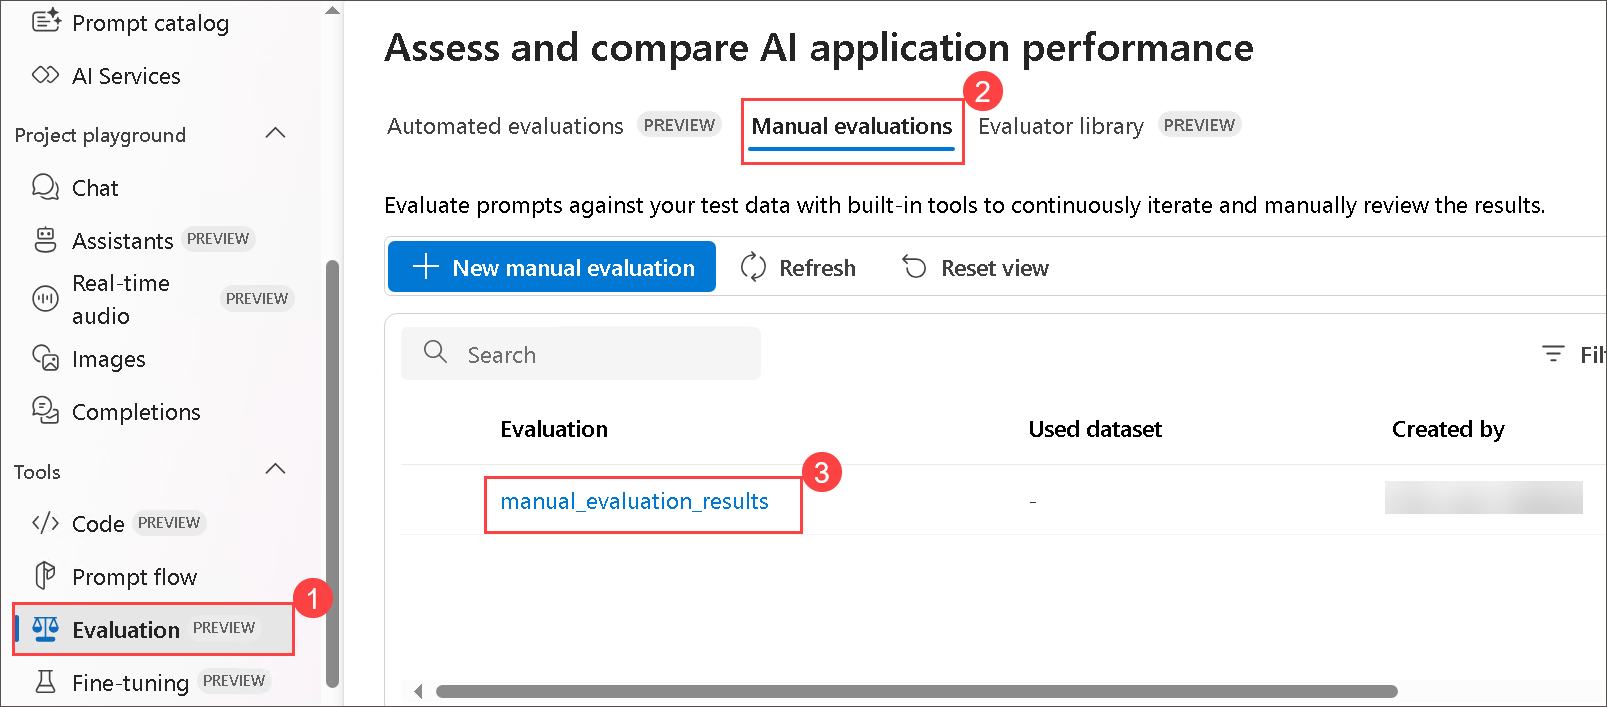 Prompt catalog
AI Services
Project playground
Chat
Assistants PREVIEW
Real-time
audio
PREVIEW
Images
Completions
Tools
Code PREVIEW
Prompt flow
1
Evaluation PREVIEW
Fine-tuning PREVIEW
Assess and compare AI application performance
2
Automated evaluations PREVIEW Manual evaluations Evaluator library PREVIEW
Evaluate prompts against your test data with built-in tools to continuously iterate and manually review the results.
New manual evaluation Refresh Reset view
Search Fil
Evaluation Used dataset Created by
3
manual_evaluation_results -